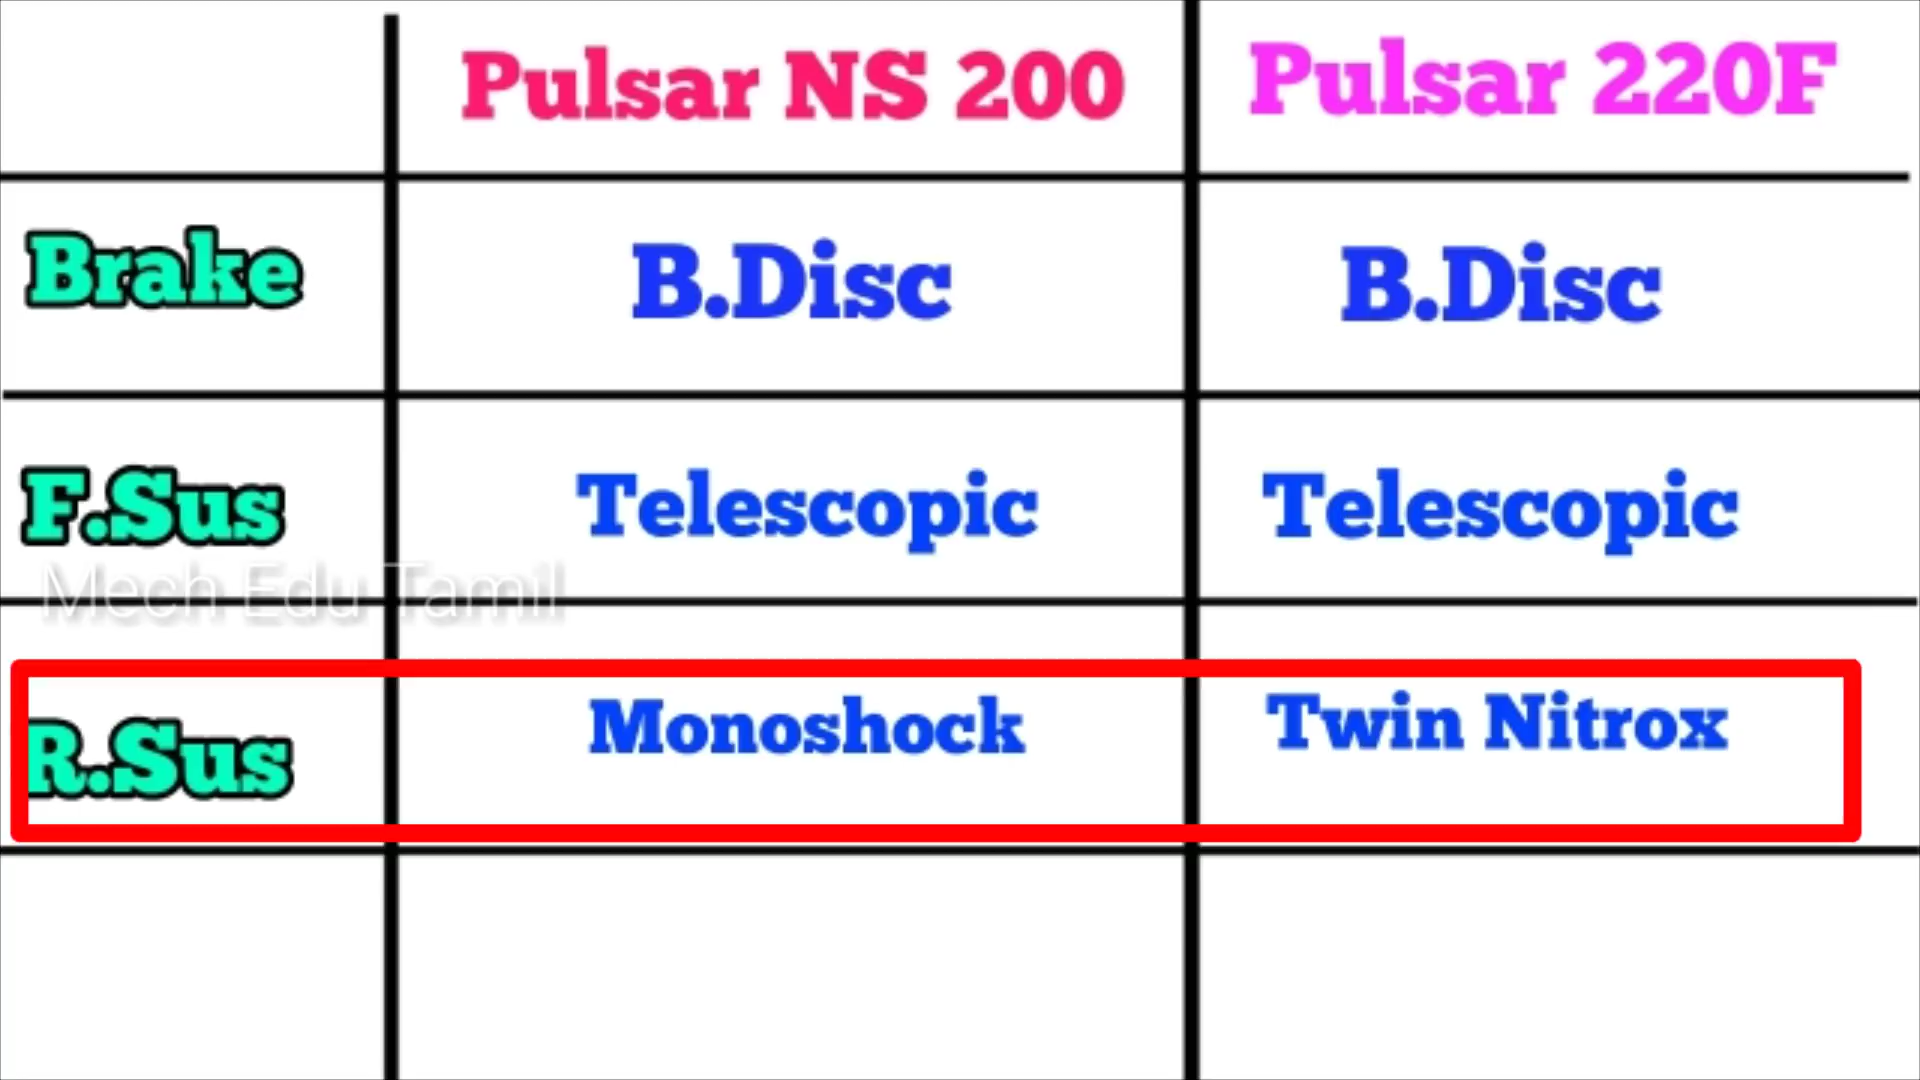 Pulsar NS 200 Pulsar 220F
Brake B.Disc B.Disc
F.Sus Telescopic Telescopic
Mech Edu Tamil
R.Sus Monoshock Twin Nitrox